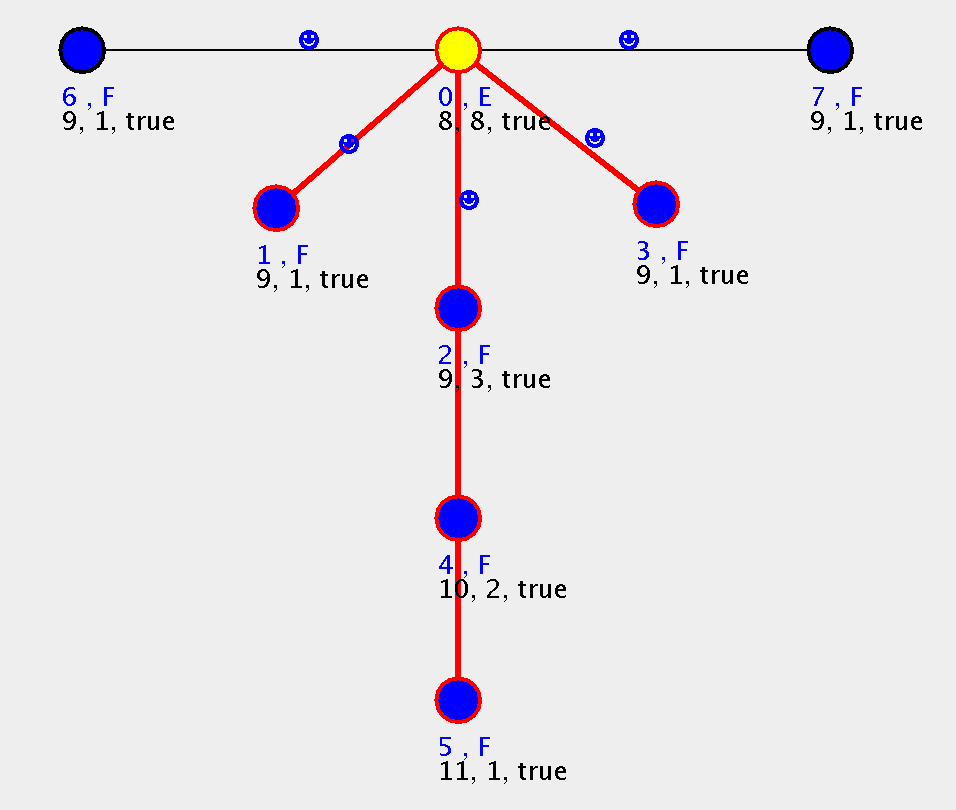 6 , F
9, 1, true
0 , E
8, 8, true
7 , F
9, 1, true
1 , F
9, 1, true
3 , F
9, 1, true
2 , F
9, 3, true
4 , F
10, 2, true
5 , F
11, 1, true